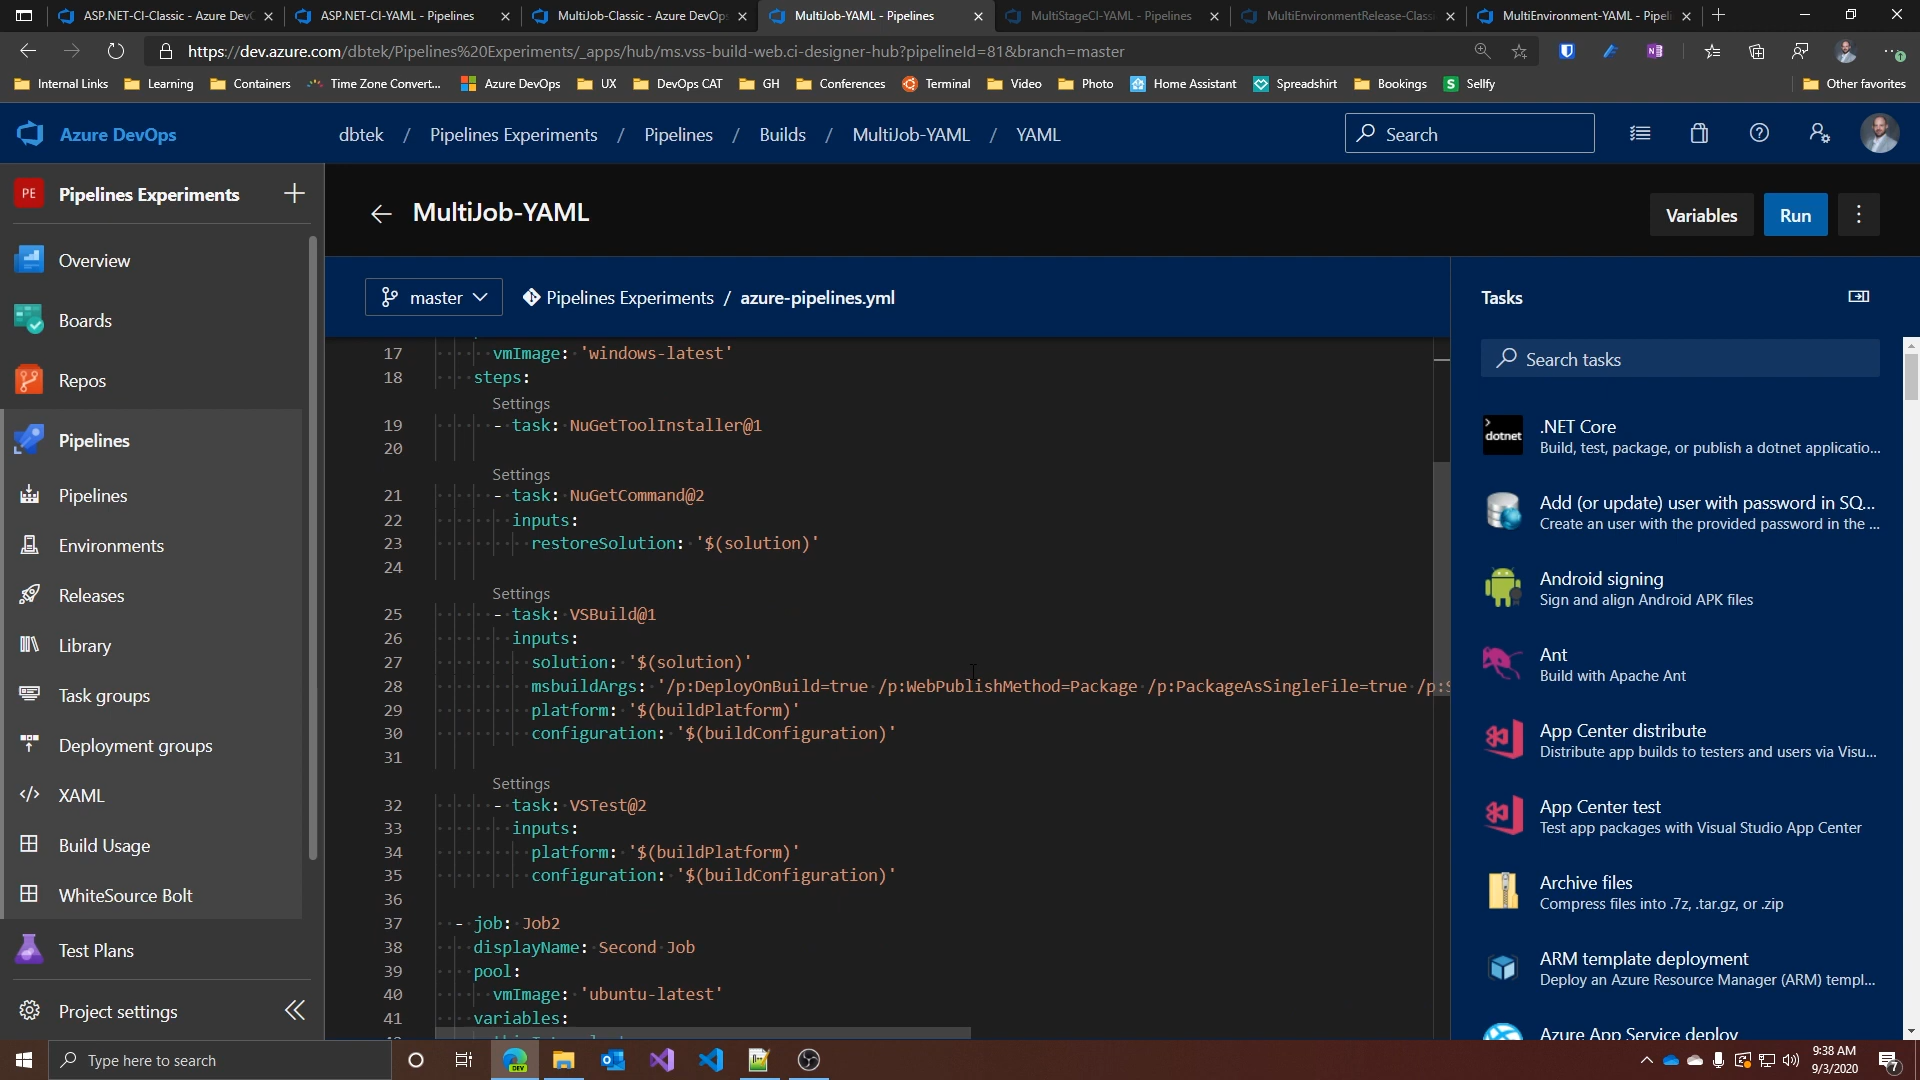 ASP.NET-CI-Classic - Azure DevO
ASP.NET-CI-YAML - Pipelines
MultiJob-Classic - Azure DevOps
MultiJob-YAML - Pipelines
MultiStageCI-YAML - Pipelines
MultiEnvironmentRelease-Classi
MultiEnvironment-YAML - Pipeli
https://dev.azure.com/dbtek/Pipelines%20Experiments/_apps/hub/ms.vss-build-web.ci-designer-hub?pipelineId=81&branch=master
Internal Links
Learning
Containers
Time Zone Convert...
Azure DevOps
UX
DevOps CAT
GH
Conferences
Terminal
Video
Photo
Home Assistant
Spreadshirt
Bookings
Sellfy
Other favorites
Azure DevOps
dbtek / Pipelines Experiments / Pipelines / Builds / MultiJob-YAML / YAML
Search
PE
Pipelines Experiments
Overview
Boards
Repos
Pipelines
Pipelines
Environments
Releases
Library
Task groups
Deployment groups
XAML
Build Usage
WhiteSource Bolt
Test Plans
Project settings
MultiJob-YAML
Variables
Run
master
Pipelines Experiments / azure-pipelines.yml
17 vmImage: 'windows-latest'
18 steps:
Settings
19 - task: NuGetToolInstaller@1
20
Settings
21 - task: NuGetCommand@2
22 inputs:
23 restoreSolution: '$(solution)'
24
Settings
25 - task: VSBuild@1
26 inputs:
27 solution: '$(solution)'
28 msbuildArgs: '/p:DeployOnBuild=true /p:WebPublishMethod=Package /p:PackageAsSingleFile=true /p:S
29 platform: '$(buildPlatform)'
30 configuration: '$(buildConfiguration)'
31
Settings
32 - task: VSTest@2
33 inputs:
34 platform: '$(buildPlatform)'
35 configuration: '$(buildConfiguration)'
36
37 - job: Job2
38 displayName: Second Job
39 pool:
40 vmImage: 'ubuntu-latest'
41 variables:
Tasks
Search tasks
dotnet
.NET Core
Build, test, package, or publish a dotnet applicatio...
Add (or update) user with password in SQ...
Create an user with the provided password in the ...
Android signing
Sign and align Android APK files
Ant
Build with Apache Ant
App Center distribute
Distribute app builds to testers and users via Visu...
App Center test
Test app packages with Visual Studio App Center
Archive files
Compress files into .7z, .tar.gz, or .zip
ARM template deployment
Deploy an Azure Resource Manager (ARM) templ...
Azure App Service deploy
Type here to search
DEV
9:38 AM
9/3/2020
7